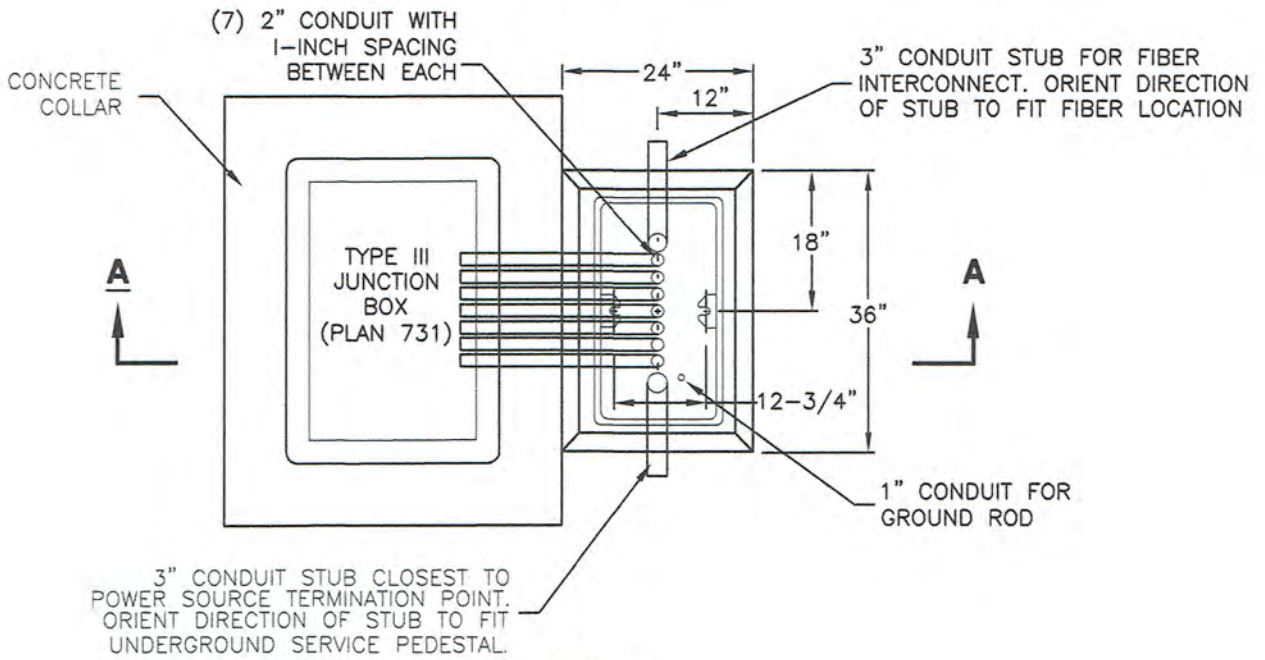 (7) 2" CONDUIT WITH
1-INCH SPACING
BETWEEN EACH
CONCRETE
COLLAR
24"
12"
3" CONDUIT STUB FOR FIBER
INTERCONNECT. ORIENT DIRECTION
OF STUB TO FIT FIBER LOCATION
TYPE III
JUNCTION
BOX
(PLAN 731)
18"
36"
A
A
12-3/4"
1" CONDUIT FOR
GROUND ROD
3" CONDUIT STUB CLOSEST TO
POWER SOURCE TERMINATION POINT.
ORIENT DIRECTION OF STUB TO FIT
UNDERGROUND SERVICE PEDESTAL.